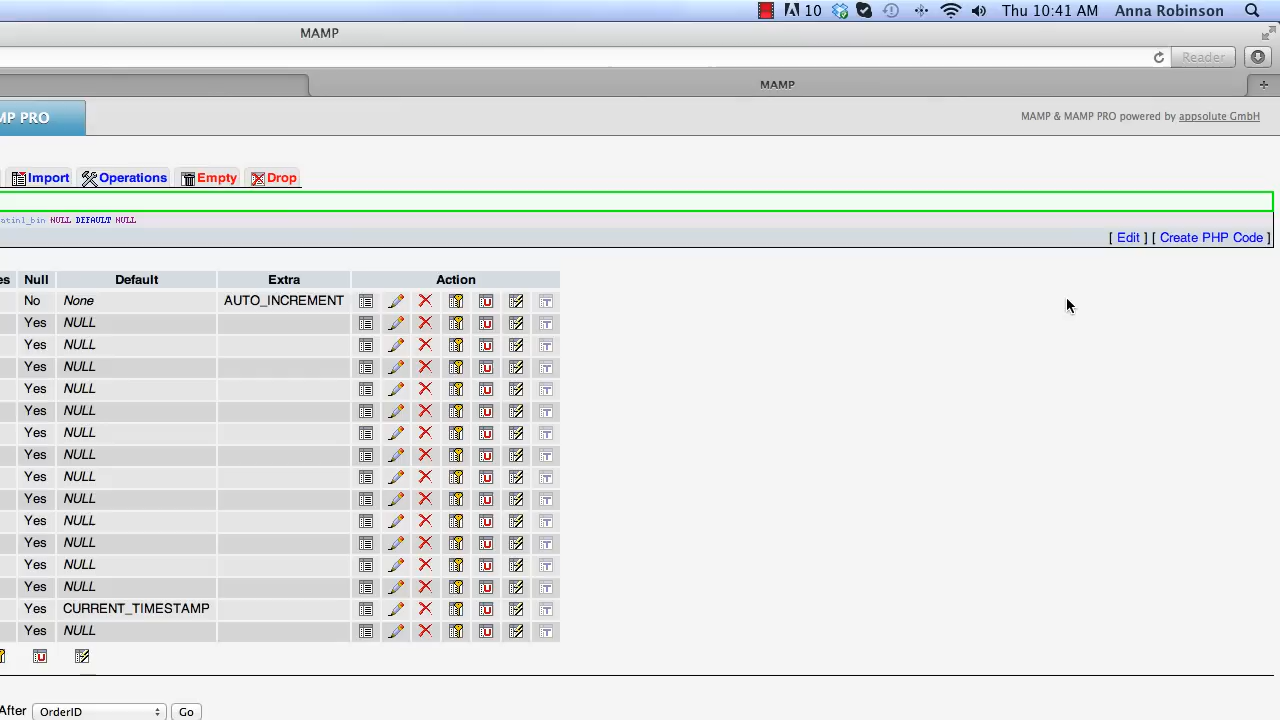 10 Thu 10:41 AM Anna Robinson
MAMP
Reader
MAMP
MP PRO
MAMP & MAMP PRO powered by appsolute GmbH
Import Operations Empty Drop
atin1_bin NULL DEFAULT NULL
[ Edit ] [ Create PHP Code ]
es Null Default Extra Action
No None AUTO_INCREMENT
Yes NULL
Yes NULL
Yes NULL
Yes NULL
Yes NULL
Yes NULL
Yes NULL
Yes NULL
Yes NULL
Yes NULL
Yes NULL
Yes NULL
Yes NULL
Yes CURRENT_TIMESTAMP
Yes NULL
After OrderID Go